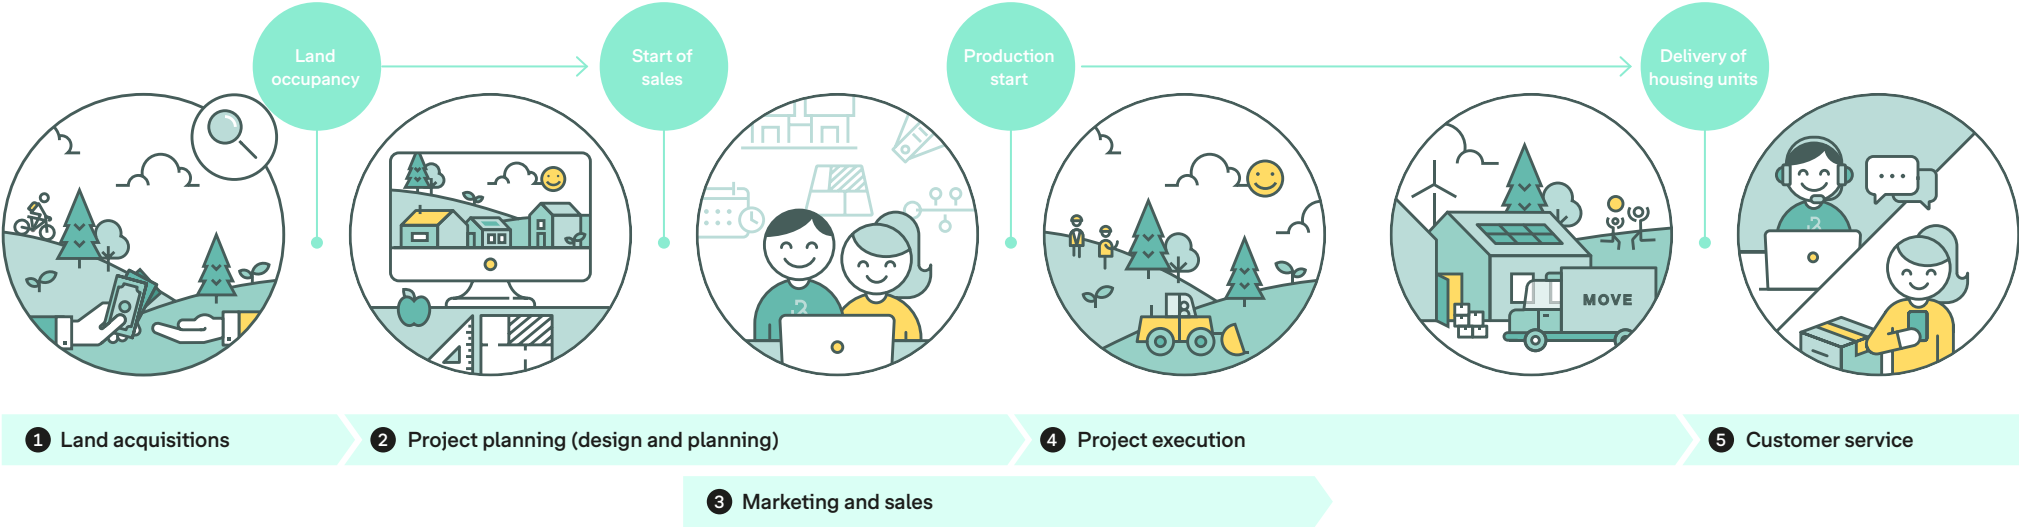 Land
occupancy
Start of
sales
Production
start
Delivery of
housing units
MOVE
1 Land acquisitions
2 Project planning (design and planning)
4 Project execution
5 Customer service
3 Marketing and sales